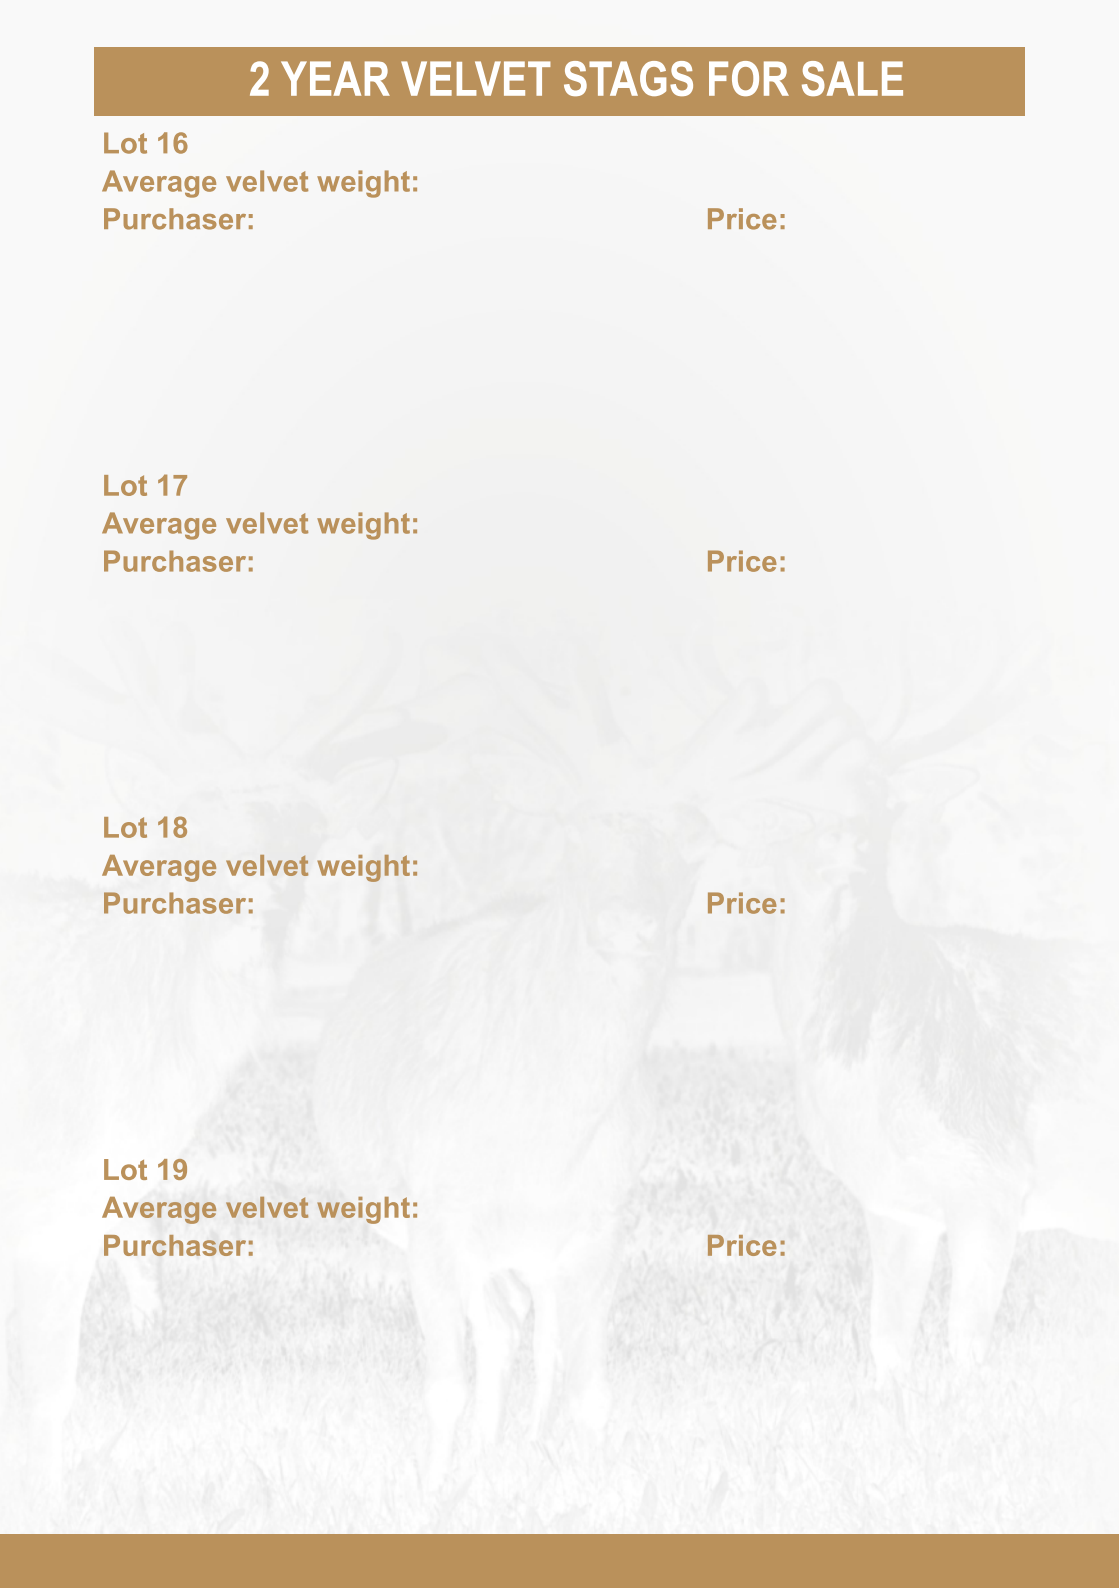 2 YEAR VELVET STAGS FOR SALE
Lot 16
Average velvet weight:
Purchaser: Price:
Lot 17
Average velvet weight:
Purchaser: Price:
Lot 18
Average velvet weight:
Purchaser: Price:
Lot 19
Average velvet weight:
Purchaser: Price: